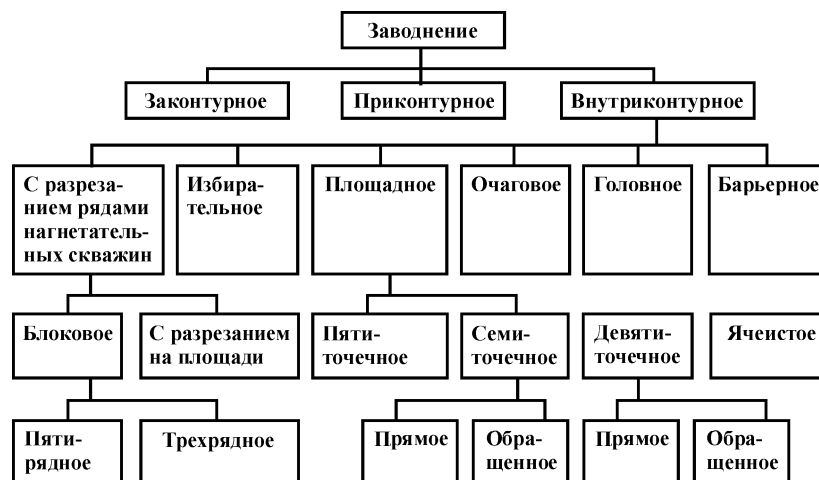 Заводнение
Законтурное
Приконтурное
Внутриконтурное
С разреза-
нием рядами
нагнетатель-
ных скважин
Избира-
тельное
Площадное
Очаговое
Головное
Барьерное
Блоковое
С разрезанием
на площади
Пяти-
точечное
Семи-
точечное
Девяти-
точечное
Ячеистое
Пяти-
рядное
Трехрядное
Прямое
Обра-
щенное
Прямое
Обра-
щенное